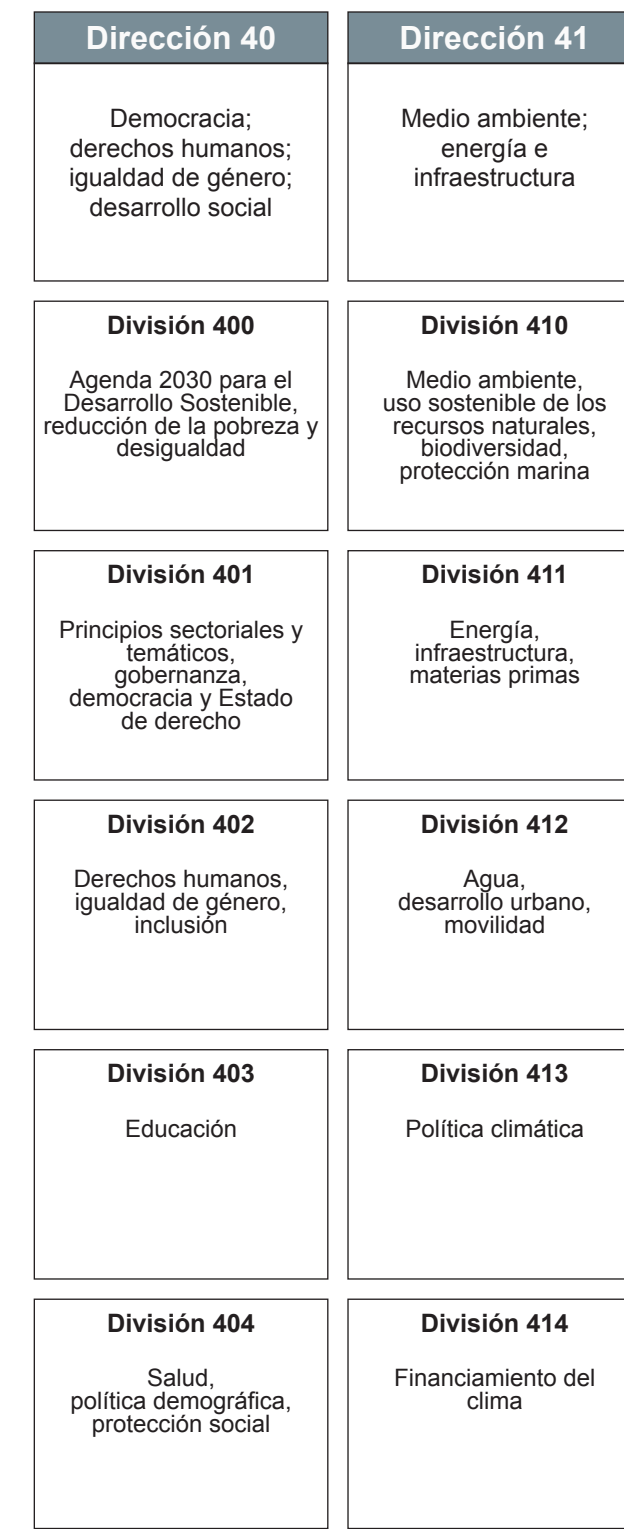 Dirección 40
Democracia;
derechos humanos;
igualdad de género;
desarrollo social
División 400
Agenda 2030 para el
Desarrollo Sostenible,
reducción de la pobreza y
desigualdad
División 401
Principios sectoriales y
temáticos,
gobernanza,
democracia y Estado
de derecho
División 402
Derechos humanos,
igualdad de género,
inclusión
División 403
Educación
División 404
Salud,
política demográfica,
protección social
Dirección 41
Medio ambiente;
energía e
infraestructura
División 410
Medio ambiente,
uso sostenible de los
recursos naturales,
biodiversidad,
protección marina
División 411
Energía,
infraestructura,
materias primas
División 412
Agua,
desarrollo urbano,
movilidad
División 413
Política climática
División 414
Financiamiento del
clima